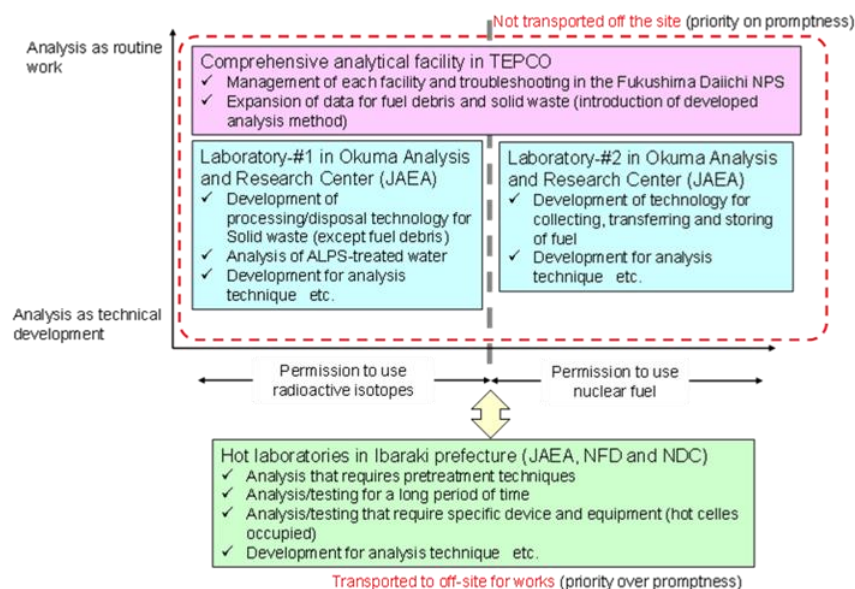 Not transported off the site (priority on promptness)
Analysis as routine
work
Comprehensive analytical facility in TEPCO
✓ Management of each facility and troubleshooting in the Fukushima Daiichi NPS
✓ Expansion of data for fuel debris and solid waste (introduction of developed
analysis method)
Laboratory-#1 in Okuma Analysis
and Research Center (JAEA)
✓ Development of
processing/disposal technology for
Solid waste (except fuel debris)
✓ Analysis of ALPS-treated water
✓ Development for analysis
technique etc.
Laboratory-#2 in Okuma Analysis
and Research Center (JAEA)
✓ Development of technology for
collecting, transferring and storing
of fuel
✓ Development for analysis
technique etc.
Analysis as technical
development
Permission to use
radioactive isotopes
Permission to use
nuclear fuel
Hot laboratories in Ibaraki prefecture (JAEA, NFD and NDC)
✓ Analysis that requires pretreatment techniques
✓ Analysis/testing for a long period of time
✓ Analysis/testing that require specific device and equipment (hot celles
occupied)
✓ Development for analysis technique etc.
Transported to off-site for works (priority over promptness)